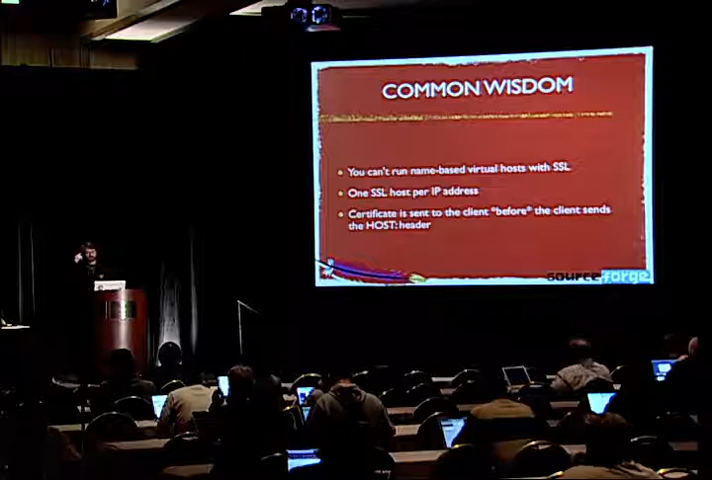 COMMON WISDOM
You can't run name-based virtual hosts with SSL
One SSL host per IP address
Certificate is sent to the client *before* the client sends
the HOST: header
sourceforge